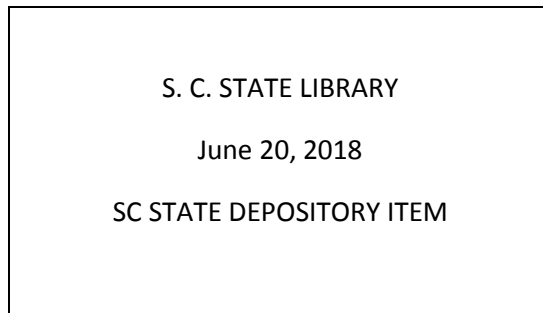 S. C. STATE LIBRARY
June 20, 2018
SC STATE DEPOSITORY ITEM